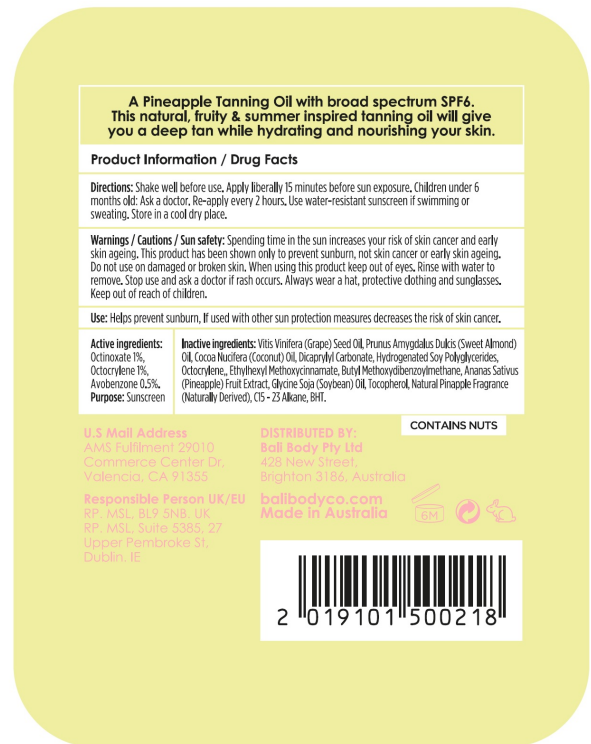 A Pineapple Tanning Oil with broad spectrum SPF6.
This natural, fruity & summer inspired tanning oil will give
you a deep tan while hydrating and nourishing your skin.
Product Information / Drug Facts
Directions: Shake well before use. Apply liberally 15 minutes before sun exposure. Children under 6
months old: Ask a doctor. Re-apply every 2 hours. Use water-resistant sunscreen if swimming or
sweating. Store in a cool dry place.
Warnings / Cautions / Sun safety: Spending time in the sun increases your risk of skin cancer and early
skin ageing. This product has been shown only to prevent sunburn, not skin cancer or early skin ageing.
Do not use on damaged or broken skin. When using this product keep out of eyes. Rinse with water to
remove. Stop use and ask a doctor if rash occurs. Always wear a hat, protective clothing and sunglasses.
Keep out of reach of children.
Use: Helps prevent sunburn, If used with other sun protection measures decreases the risk of skin cancer.
Active ingredients:
Octinoxate 1%,
Octocrylene 1%,
Avobenzone 0.5%.
Purpose: Sunscreen
Inactive ingredients: Vitis Vinifera (Grape) Seed Oil, Prunus Amygdalus Dulcis (Sweet Almond)
Oil, Cocoa Nucifera (Coconut) Oil, Dicaprylyl Carbonate, Hydrogenated Soy Polyglycerides,
Octocrylene,, Ethylhexyl Methoxycinnamate, Butyl Methoxydibenzoylmethane, Ananas Sativus
(Pineapple) Fruit Extract, Glycine Soja (Soybean) Oil, Tocopherol, Natural Pinapple Fragrance
(Naturally Derived), C15 - 23 Alkane, BHT.
CONTAINS NUTS
U.S Mail Address
AMS Fulfilment 29010
Commerce Center Dr,
Valencia, CA 91355
Responsible Person UK/EU
RP. MSL, BL9 5NB. UK
RP. MSL, Suite 5385, 27
Upper Pembroke St,
Dublin. IE
DISTRIBUTED BY:
Bali Body Pty Ltd
428 New Street,
Brighton 3186, Australia
balibodyco.com
Made in Australia
6M
2 019101 500218